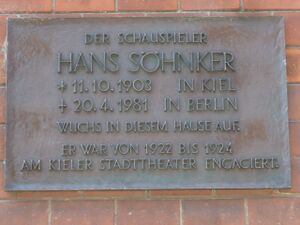 DER SCHAUSPIELER
HANS SÖHNKER
* 11.10.1903 IN KIEL
+ 20.4.1981 IN BERLIN
WUCHS IN DIESEM HAUSE AUF.
ER WAR VON 1922 BIS 1924
AM KIELER STADTTHEATER ENGAGIERT.